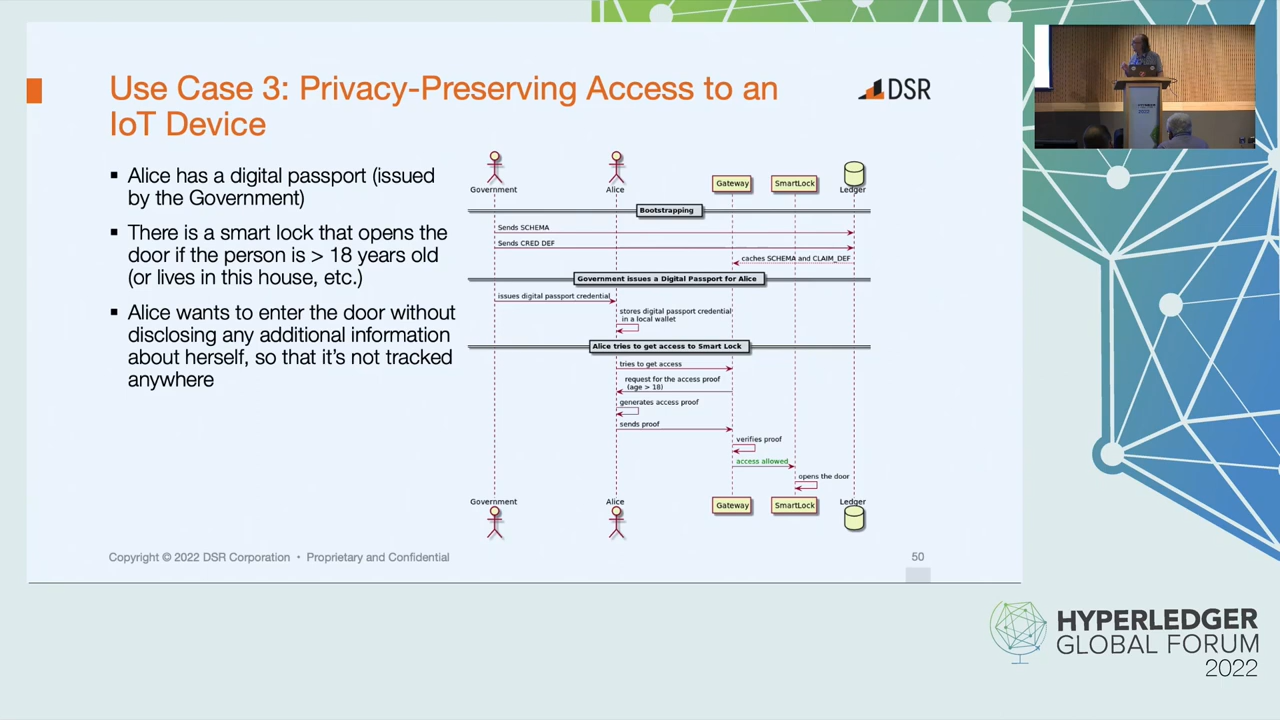 Use Case 3: Privacy-Preserving Access to an
IoT Device
DSR
▪ Alice has a digital passport (issued
by the Government)
▪ There is a smart lock that opens the
door if the person is > 18 years old
(or lives in this house, etc.)
▪ Alice wants to enter the door without
disclosing any additional information
about herself, so that it's not tracked
anywhere
Government
Alice
Gateway
SmartLock
Ledger
Bootstrapping
Sends SCHEMA
Sends CRED DEF
caches SCHEMA and CLAIM_DEF
Government issues a Digital Passport for Alice
issues digital passport credential
stores digital passport credential
in a local wallet
Alice tries to get access to Smart Lock
tries to get access
request for the access proof
(age > 18)
generates access proof
sends proof
verifies proof
access allowed
opens the door
Government
Alice
Gateway
SmartLock
Ledger
Copyright © 2022 DSR Corporation • Proprietary and Confidential
50
HYPERLEDGER
GLOBAL FORUM
2022
HYPERLEDGER